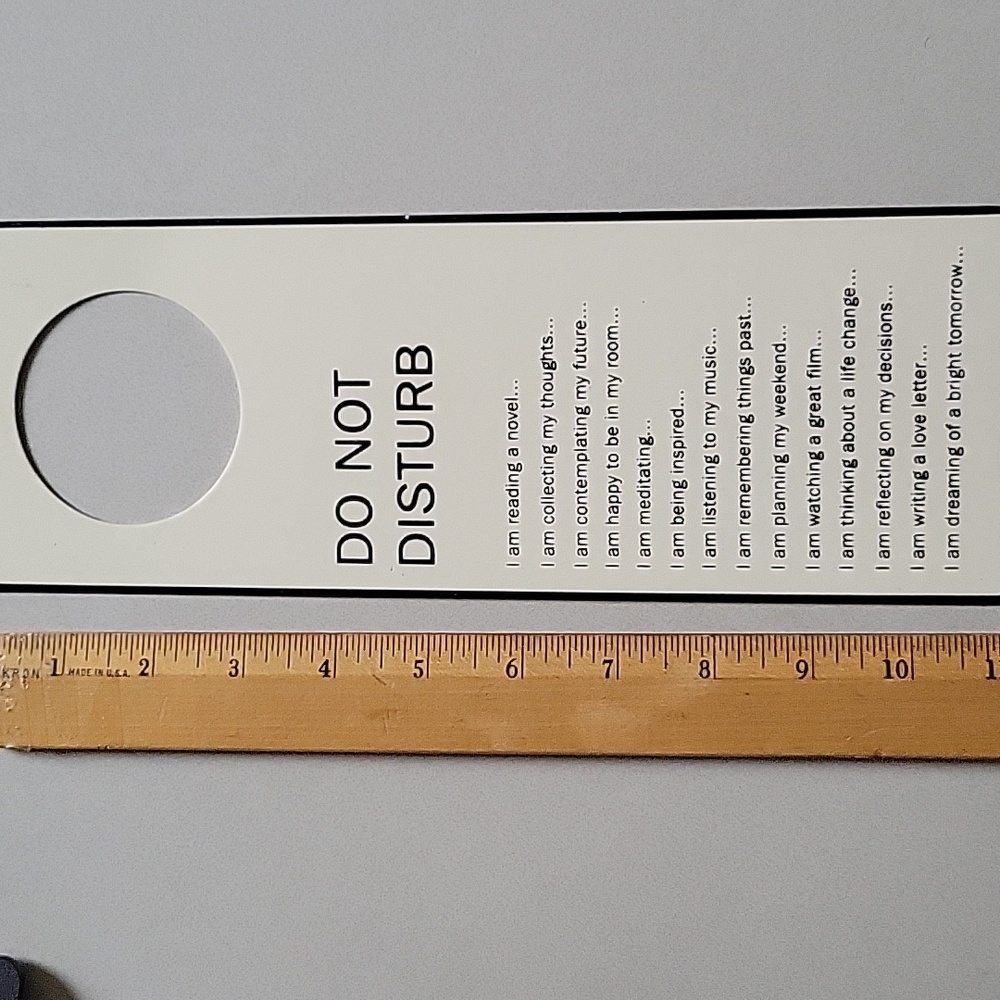 DO NOT
DISTURB
I am reading a novel...
I am collecting my thoughts...
I am contemplating my future...
I am happy to be in my room...
I am meditating...
I am being inspired...
I am listening to my music...
I am remembering things past...
I am planning my weekend...
I am watching a great film...
I am thinking about a life change...
I am reflecting on my decisions...
I am writing a love letter...
I am dreaming of a bright tomorrow...
1 2 3 4 5 6 7 8 9 10
MADE IN U.S.A.